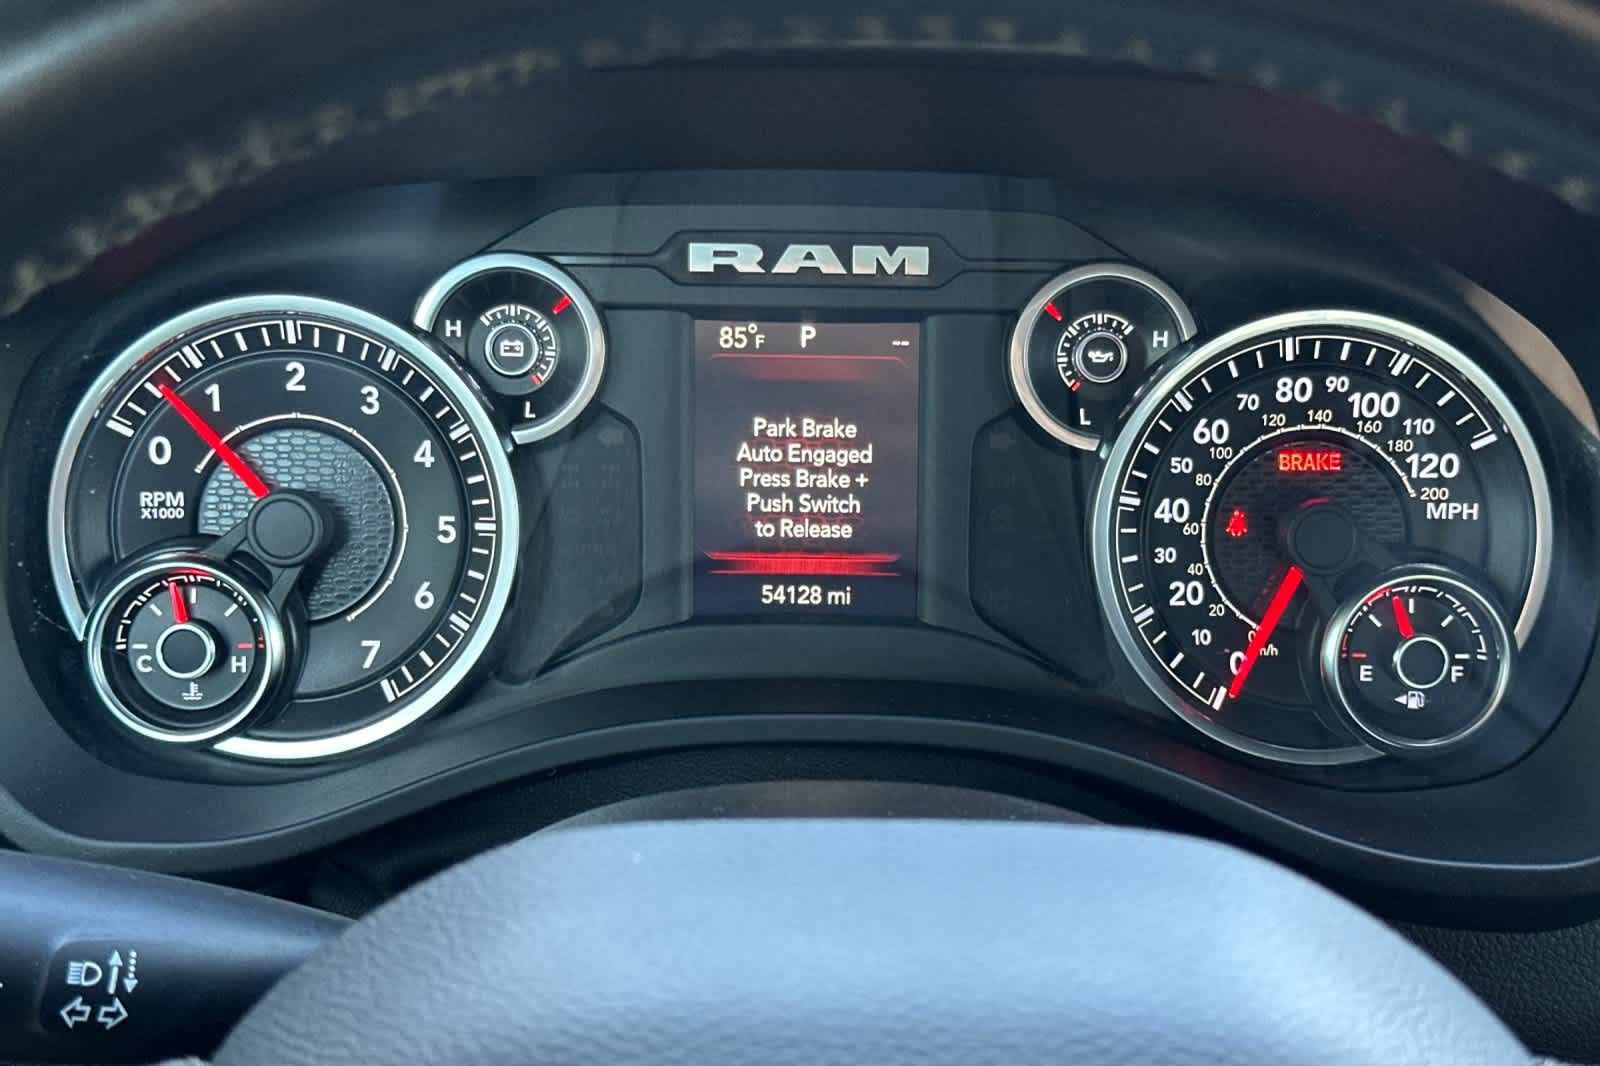 RAM
85°F P --
Park Brake
Auto Engaged
Press Brake +
Push Switch
to Release
54128 mi
H
L
H
L
0 1 2 3 4 5 6 7
RPM
X1000
C H
0 10 20 30 40 50 60 70 80 90 100 110 120
MPH
0 20 40 60 80 100 120 140 160 180 200
BRAKE
E F